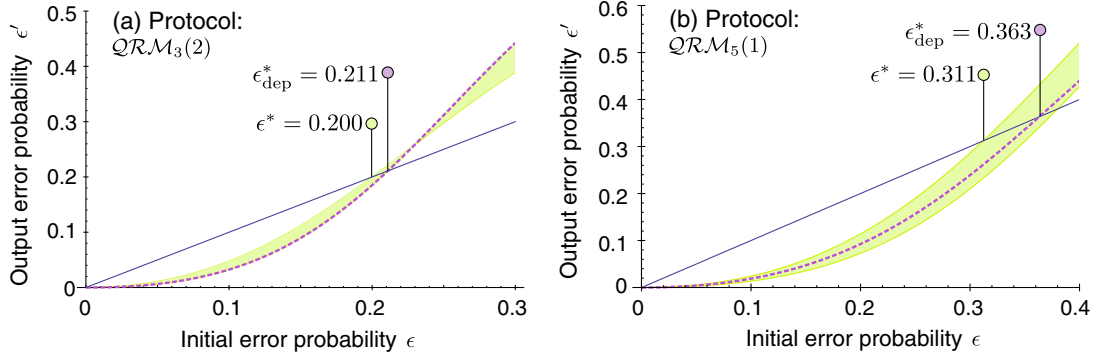 (a) Protocol:
𝒬ℛℳ₃(2)
ϵ*dep = 0.211
ϵ* = 0.200
Output error probability ϵ′
0.5
0.4
0.3
0.2
0.1
0
0
0.1
0.2
0.3
Initial error probability ϵ
(b) Protocol:
𝒬ℛℳ₅(1)
ϵ*dep = 0.363
ϵ* = 0.311
Output error probability ϵ′
0.6
0.5
0.4
0.3
0.2
0.1
0
0
0.1
0.2
0.3
0.4
Initial error probability ϵ